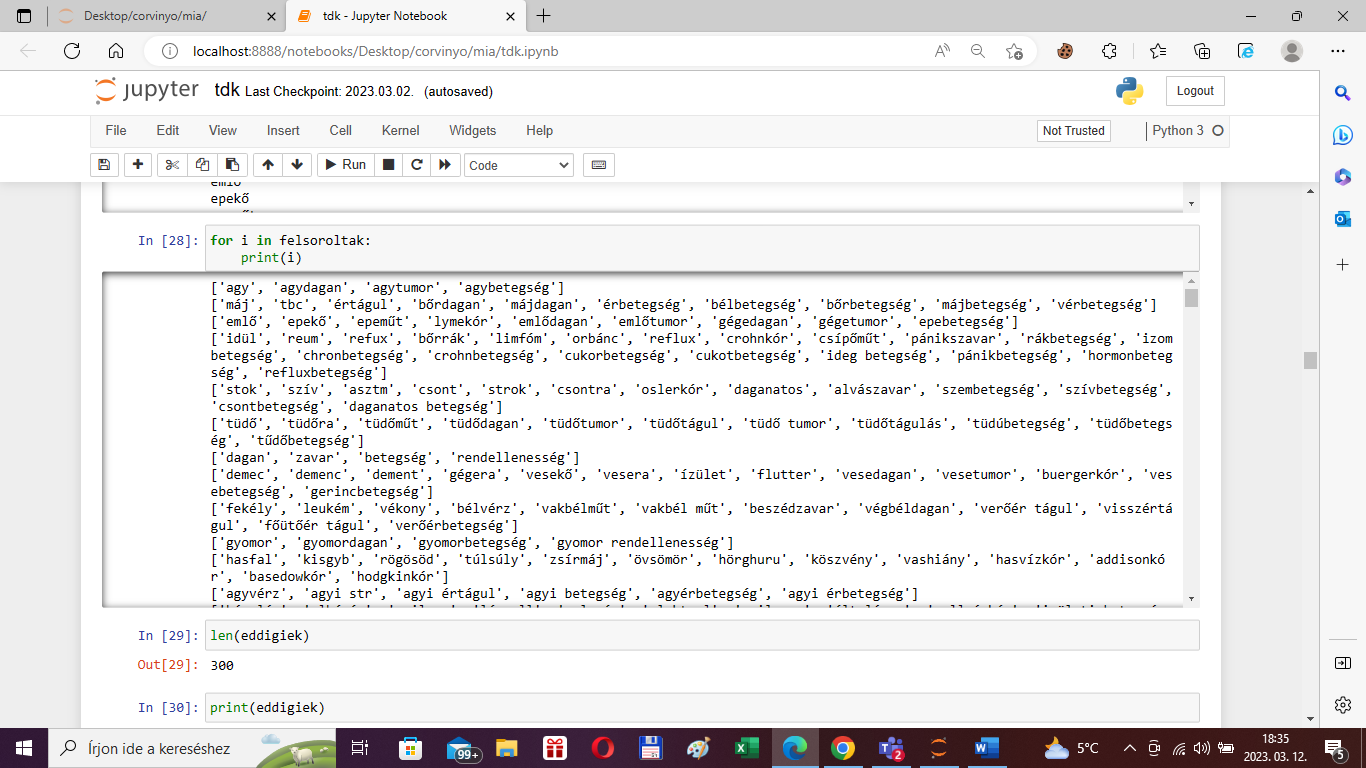 Desktop/corvinyo/mia/
tdk - Jupyter Notebook
localhost:8888/notebooks/Desktop/corvinyo/mia/tdk.ipynb
jupyter tdk Last Checkpoint: 2023.03.02. (autosaved)
Logout
File Edit View Insert Cell Kernel Widgets Help
Not Trusted
Python 3
Run
Code
emlő
epekő
In [28]:
for i in felsoroltak:
print(i)
['agy', 'agydagan', 'agytumor', 'agybetegség']
['máj', 'tbc', 'értágul', 'bőrdagan', 'májdagan', 'érbetegség', 'bélbetegség', 'bőrbetegség', 'májbetegség', 'vérbetegség']
['emlő', 'epekő', 'epeműt', 'lymekór', 'emlődagan', 'emlőtumor', 'gégedagan', 'gégetumor', 'epebetegség']
['idül', 'reum', 'refux', 'bőrrák', 'limfóm', 'orbánc', 'reflux', 'crohnkór', 'csípőműt', 'pánikszavar', 'rákbetegség', 'izom
betegség', 'chronbetegség', 'crohnbetegség', 'cukorbetegség', 'cukotbetegség', 'ideg betegség', 'pánikbetegség', 'hormonbeteg
ség', 'refluxbetegség']
['stok', 'szív', 'asztm', 'csont', 'strok', 'csontra', 'oslerkór', 'daganatos', 'alvászavar', 'szembetegség', 'szívbetegség',
'csontbetegség', 'daganatos betegség']
['tüdő', 'tüdőra', 'tüdőműt', 'tüdődagan', 'tüdőtumor', 'tüdőtágul', 'tüdő tumor', 'tüdőtágulás', 'tüdúbetegség', 'tüdőbetegs
ég', 'tűdőbetegség']
['dagan', 'zavar', 'betegség', 'rendellenesség']
['demec', 'demenc', 'dement', 'gégera', 'vesekő', 'vesera', 'ízület', 'flutter', 'vesedagan', 'vesetumor', 'buergerkór', 'ves
ebetegség', 'gerincbetegség']
['fekély', 'leukém', 'vékony', 'bélvérz', 'vakbélműt', 'vakbél műt', 'beszédzavar', 'végbéldagan', 'verőér tágul', 'visszértá
gul', 'főütőér tágul', 'verőérbetegség']
['gyomor', 'gyomordagan', 'gyomorbetegség', 'gyomor rendellenesség']
['hasfal', 'kisgyb', 'rögösöd', 'túlsúly', 'zsírmáj', 'övsömör', 'hörghuru', 'köszvény', 'vashiány', 'hasvízkór', 'addisonkó
r', 'basedowkór', 'hodgkinkór']
['agyvérz', 'agyi str', 'agyi értágul', 'agyi betegség', 'agyérbetegség', 'agyi érbetegség']
In [29]:
len(eddigiek)
Out[29]:
300
In [30]:
print(eddigiek)
Írjon ide a kereséshez
99+
2
5°C
18:35
2023. 03. 12.
5